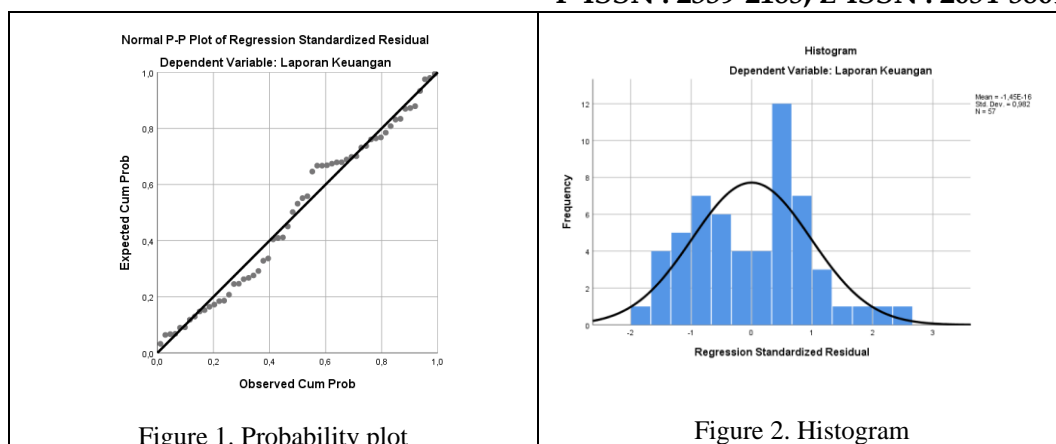 P-ISSN : 2339-2185, E-ISSN : 2654-3869
Normal P-P Plot of Regression Standardized Residual
Dependent Variable: Laporan Keuangan
1,0
0,8
0,6
0,4
0,2
0,0
0,0 0,2 0,4 0,6 0,8 1,0
Expected Cum Prob
Observed Cum Prob
Figure 1. Probability plot
Histogram
Dependent Variable: Laporan Keuangan
Mean = -1,45E-16
Std. Dev. = 0,982
N = 57
12
10
8
6
4
2
0
-2 -1 0 1 2 3
Frequency
Regression Standardized Residual
Figure 2. Histogram